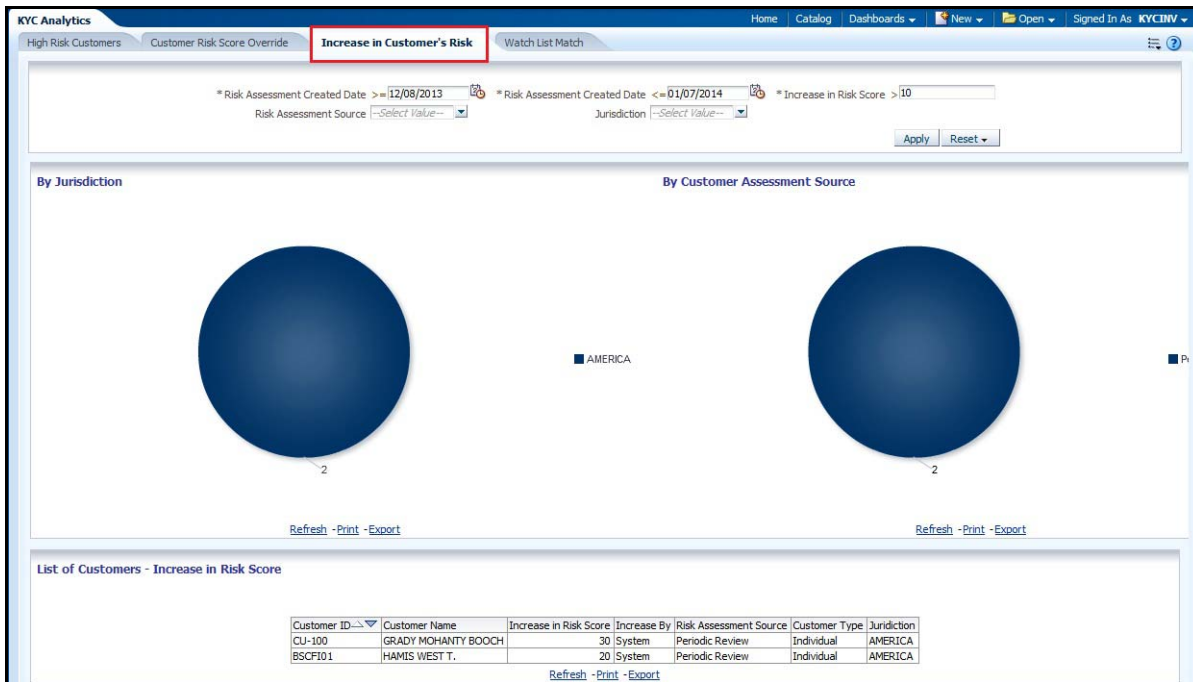 KYC Analytics
Home Catalog Dashboards New Open Signed In As KYCINV
High Risk Customers Customer Risk Score Override Increase in Customer's Risk Watch List Match
* Risk Assessment Created Date >= 12/08/2013 * Risk Assessment Created Date <= 01/07/2014 * Increase in Risk Score > 10
Risk Assessment Source --Select Value-- Jurisdiction --Select Value--
Apply Reset
By Jurisdiction By Customer Assessment Source
AMERICA
2 2
Refresh - Print - Export Refresh - Print - Export
List of Customers - Increase in Risk Score
Customer ID Customer Name Increase in Risk Score Increase By Risk Assessment Source Customer Type Juridiction
CU-100 GRADY MOHANTY BOOCH 30 System Periodic Review Individual AMERICA
BSCFI01 HAMIS WEST T. 20 System Periodic Review Individual AMERICA
Refresh - Print - Export